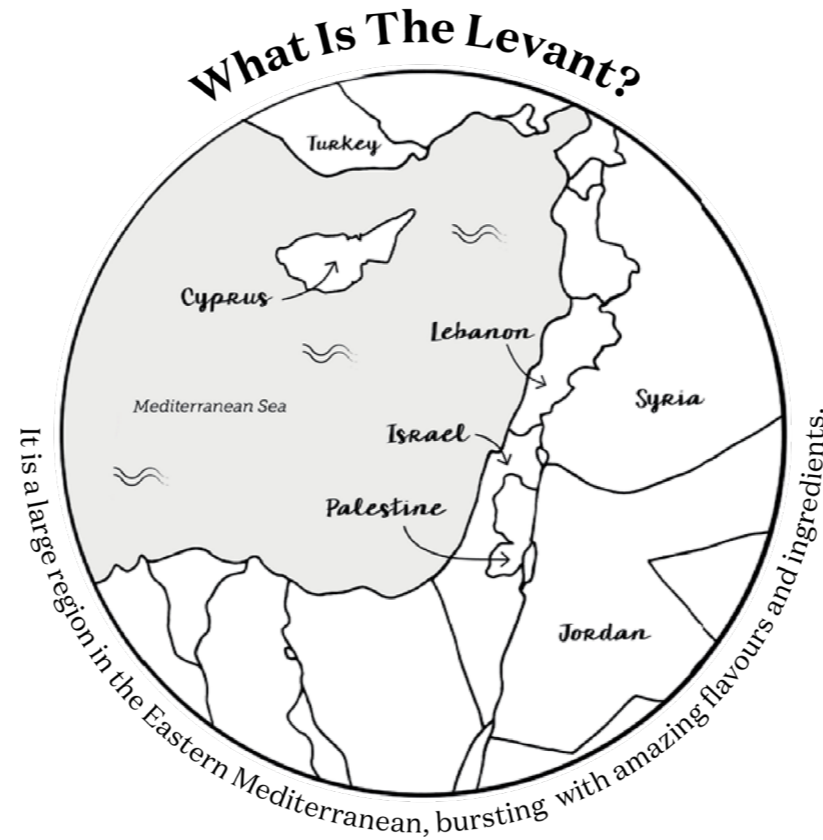 What Is The Levant?
Turkey
Cyprus
Lebanon
Mediterranean Sea
Syria
Israel
Palestine
Jordan
It is a large region in the Eastern Mediterranean, bursting with amazing flavours and ingredients.